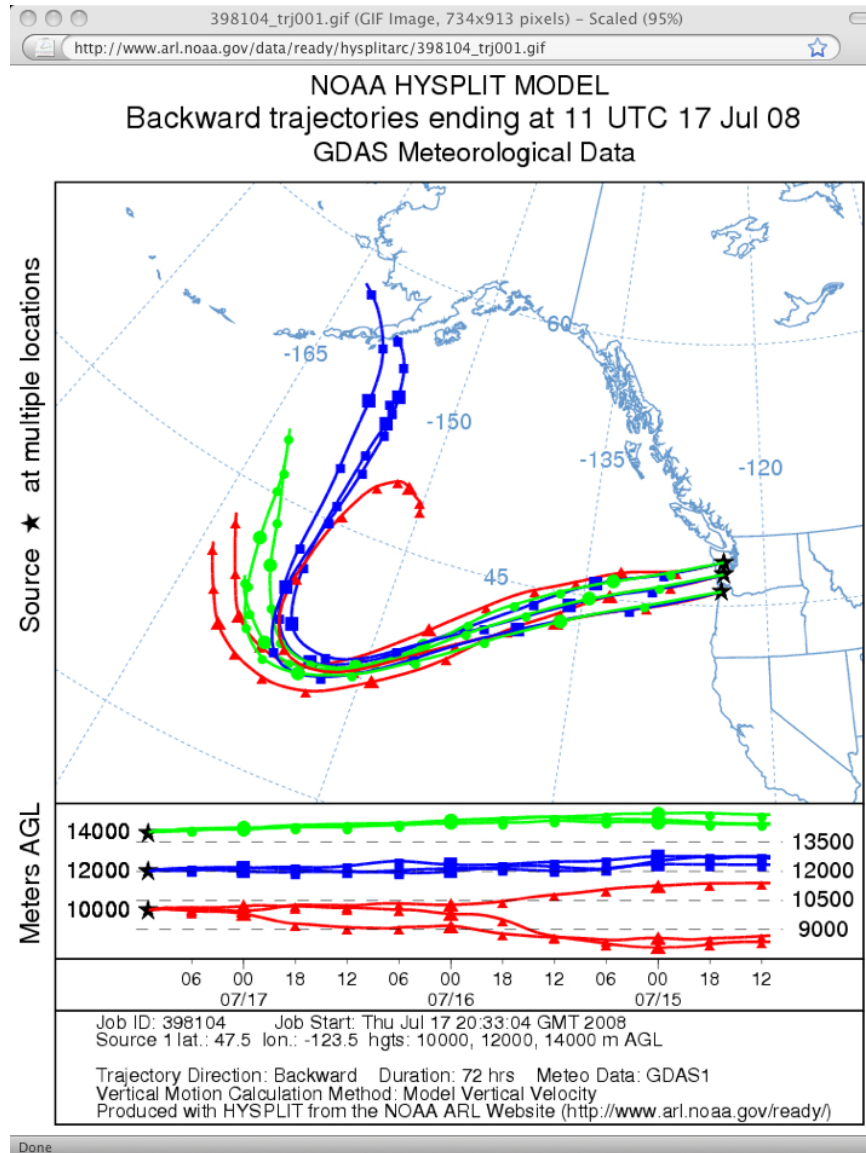 398104_trj001.gif (GIF Image, 734x913 pixels) – Scaled (95%)
http://www.arl.noaa.gov/data/ready/hysplitarc/398104_trj001.gif
NOAA HYSPLIT MODEL
Backward trajectories ending at 11 UTC 17 Jul 08
GDAS Meteorological Data
Source ★ at multiple locations
60
-165
-150
-135
-120
45
Meters AGL
14000
12000
10000
13500
12000
10500
9000
06 00 18 12 06 00 18 12 06 00 18 12
07/17 07/16 07/15
Job ID: 398104 Job Start: Thu Jul 17 20:33:04 GMT 2008
Source 1 lat.: 47.5 lon.: -123.5 hgts: 10000, 12000, 14000 m AGL
Trajectory Direction: Backward Duration: 72 hrs Meteo Data: GDAS1
Vertical Motion Calculation Method: Model Vertical Velocity
Produced with HYSPLIT from the NOAA ARL Website (http://www.arl.noaa.gov/ready/)
Done